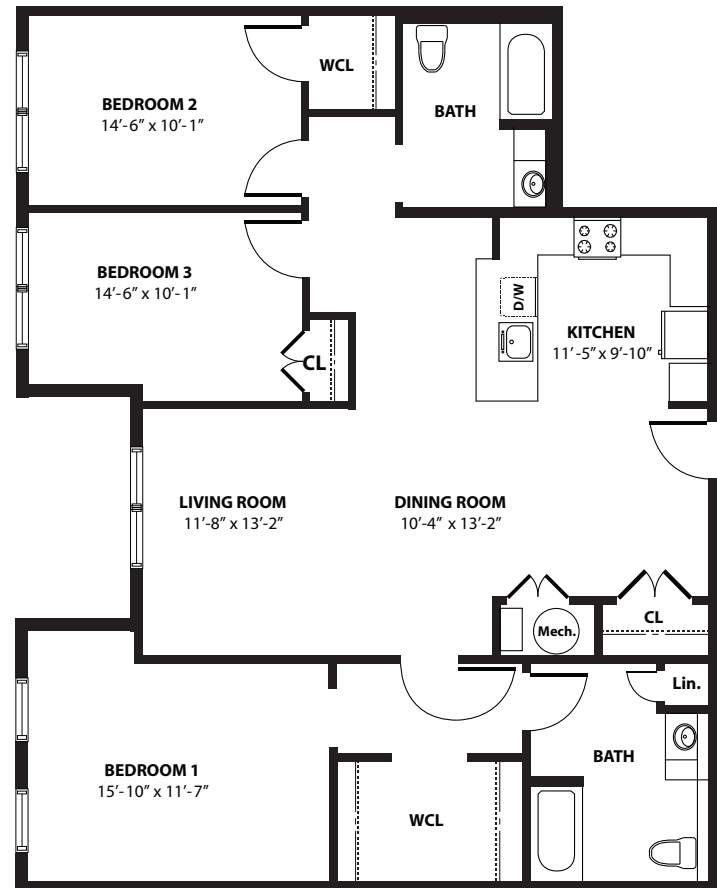 WCL
BEDROOM 2
14’-6” x 10’-1”
BATH
BEDROOM 3
14’-6” x 10’-1”
D/W
KITCHEN
11’-5” x 9’-10”
CL
LIVING ROOM
11’-8” x 13’-2”
DINING ROOM
10’-4” x 13’-2”
Mech.
CL
Lin.
BEDROOM 1
15’-10” x 11’-7”
BATH
WCL